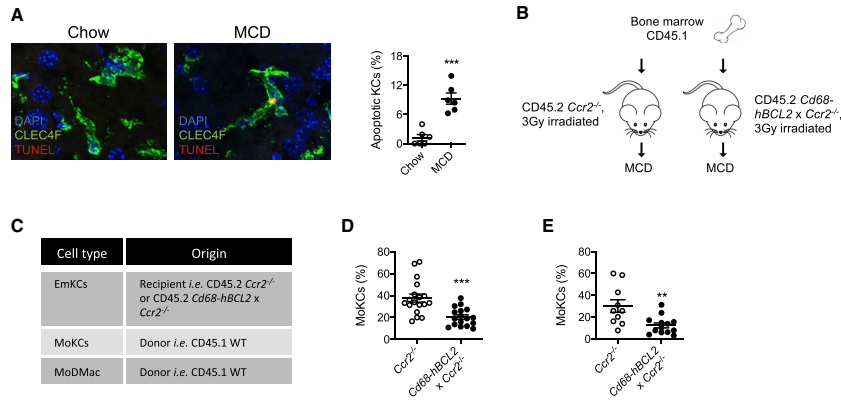 A
Chow
MCD
DAPI
CLEC4F
TUNEL
DAPI
CLEC4F
TUNEL
Apoptotic KCs (%)
18
12
6
0
***
Chow
MCD
B
Bone marrow
CD45.1
CD45.2 Ccr2-/-,
3Gy irradiated
CD45.2 Cd68-
hBCL2 x Ccr2-/-,
3Gy irradiated
MCD
MCD
C
Cell type
Origin
EmKCs
Recipient i.e. CD45.2 Ccr2-/-
or CD45.2 Cd68-hBCL2 x
Ccr2-/-
MoKCs
Donor i.e. CD45.1 WT
MoDMac
Donor i.e. CD45.1 WT
D
MoKCs (%)
80
60
40
20
0
***
Ccr2-/-
Cd68-hBCL2
x Ccr2-/-
E
MoKCs (%)
80
60
40
20
0
**
Ccr2-/-
Cd68-hBCL2
x Ccr2-/-